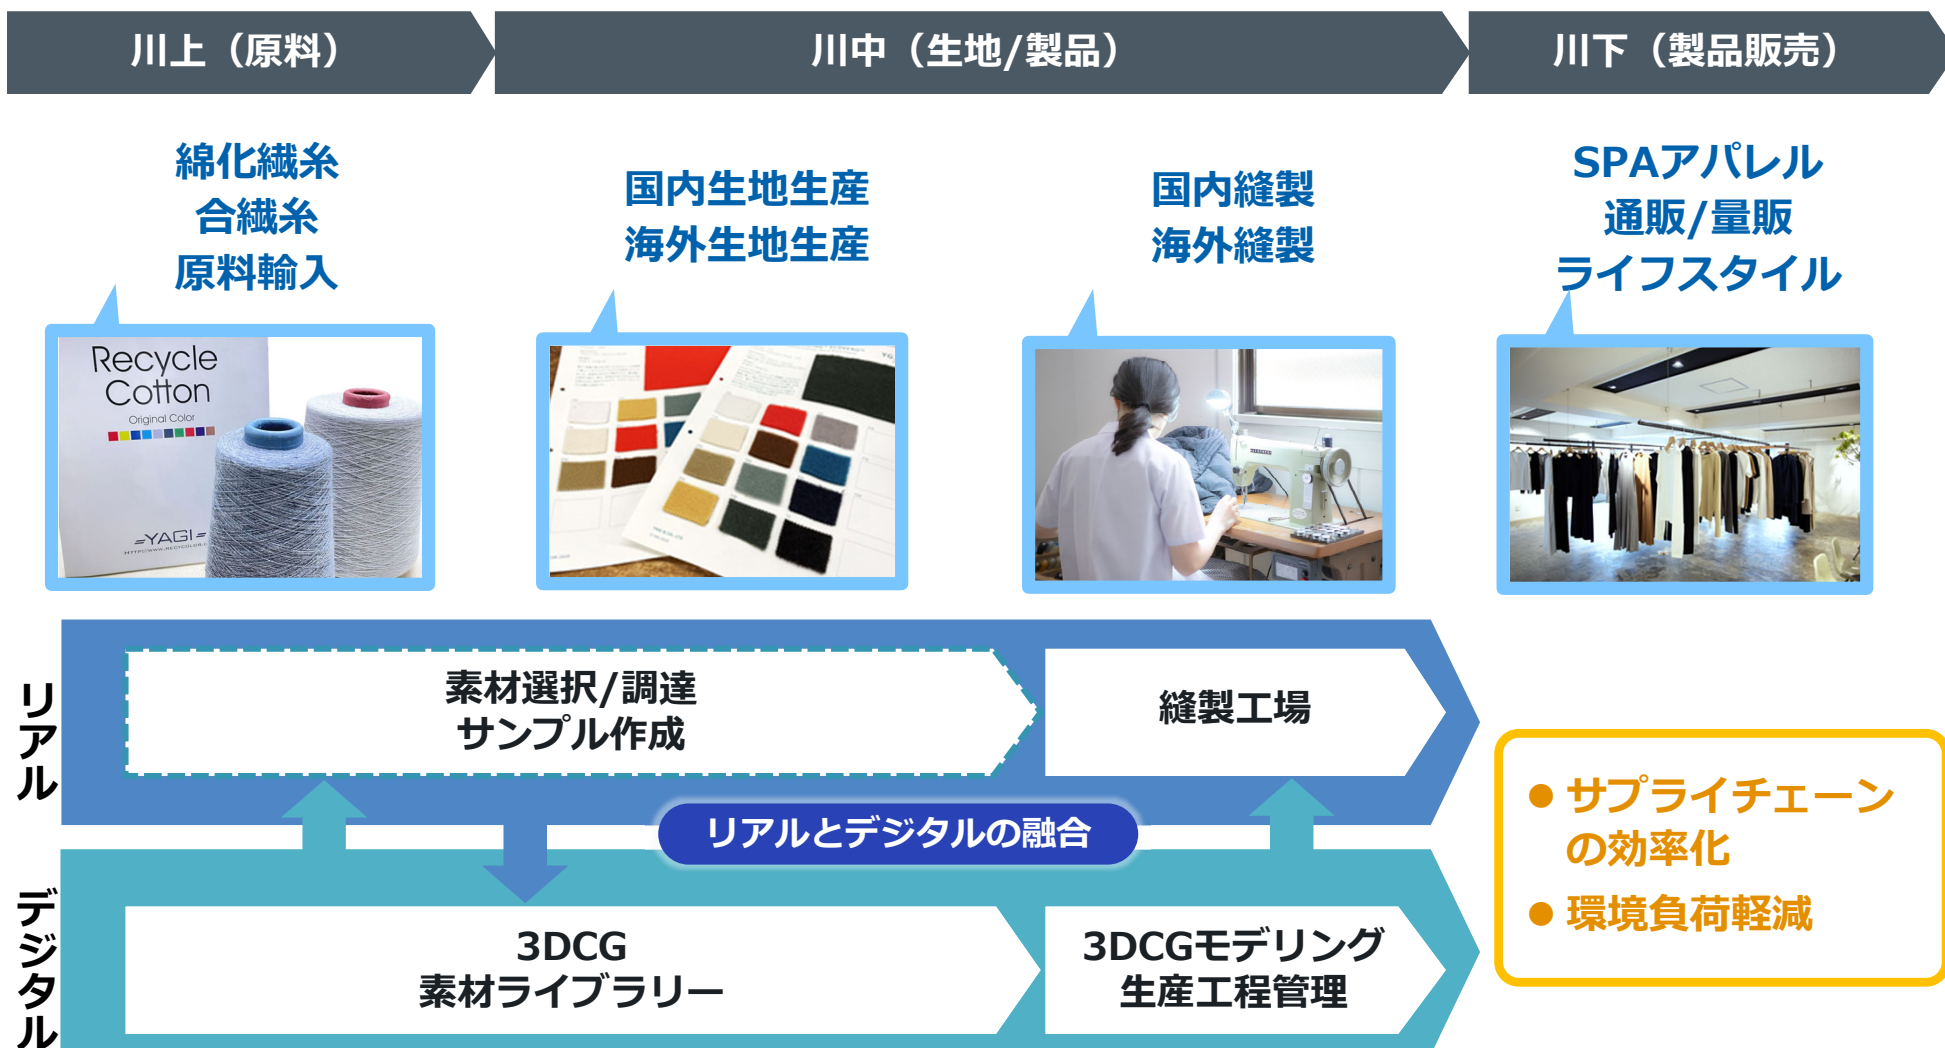 川上（原料）
川中（生地/製品）
川下（製品販売）
綿化繊糸
合繊糸
原料輸入
国内生地生産
海外生地生産
国内縫製
海外縫製
SPAアパレル
通販/量販
ライフスタイル
Recycle
Cotton
Original Color
=YAGI=
リアル
素材選択/調達
サンプル作成
縫製工場
リアルとデジタルの融合
デジタル
3DCG
素材ライブラリー
3DCGモデリング
生産工程管理
● サプライチェーン
の効率化
● 環境負荷軽減